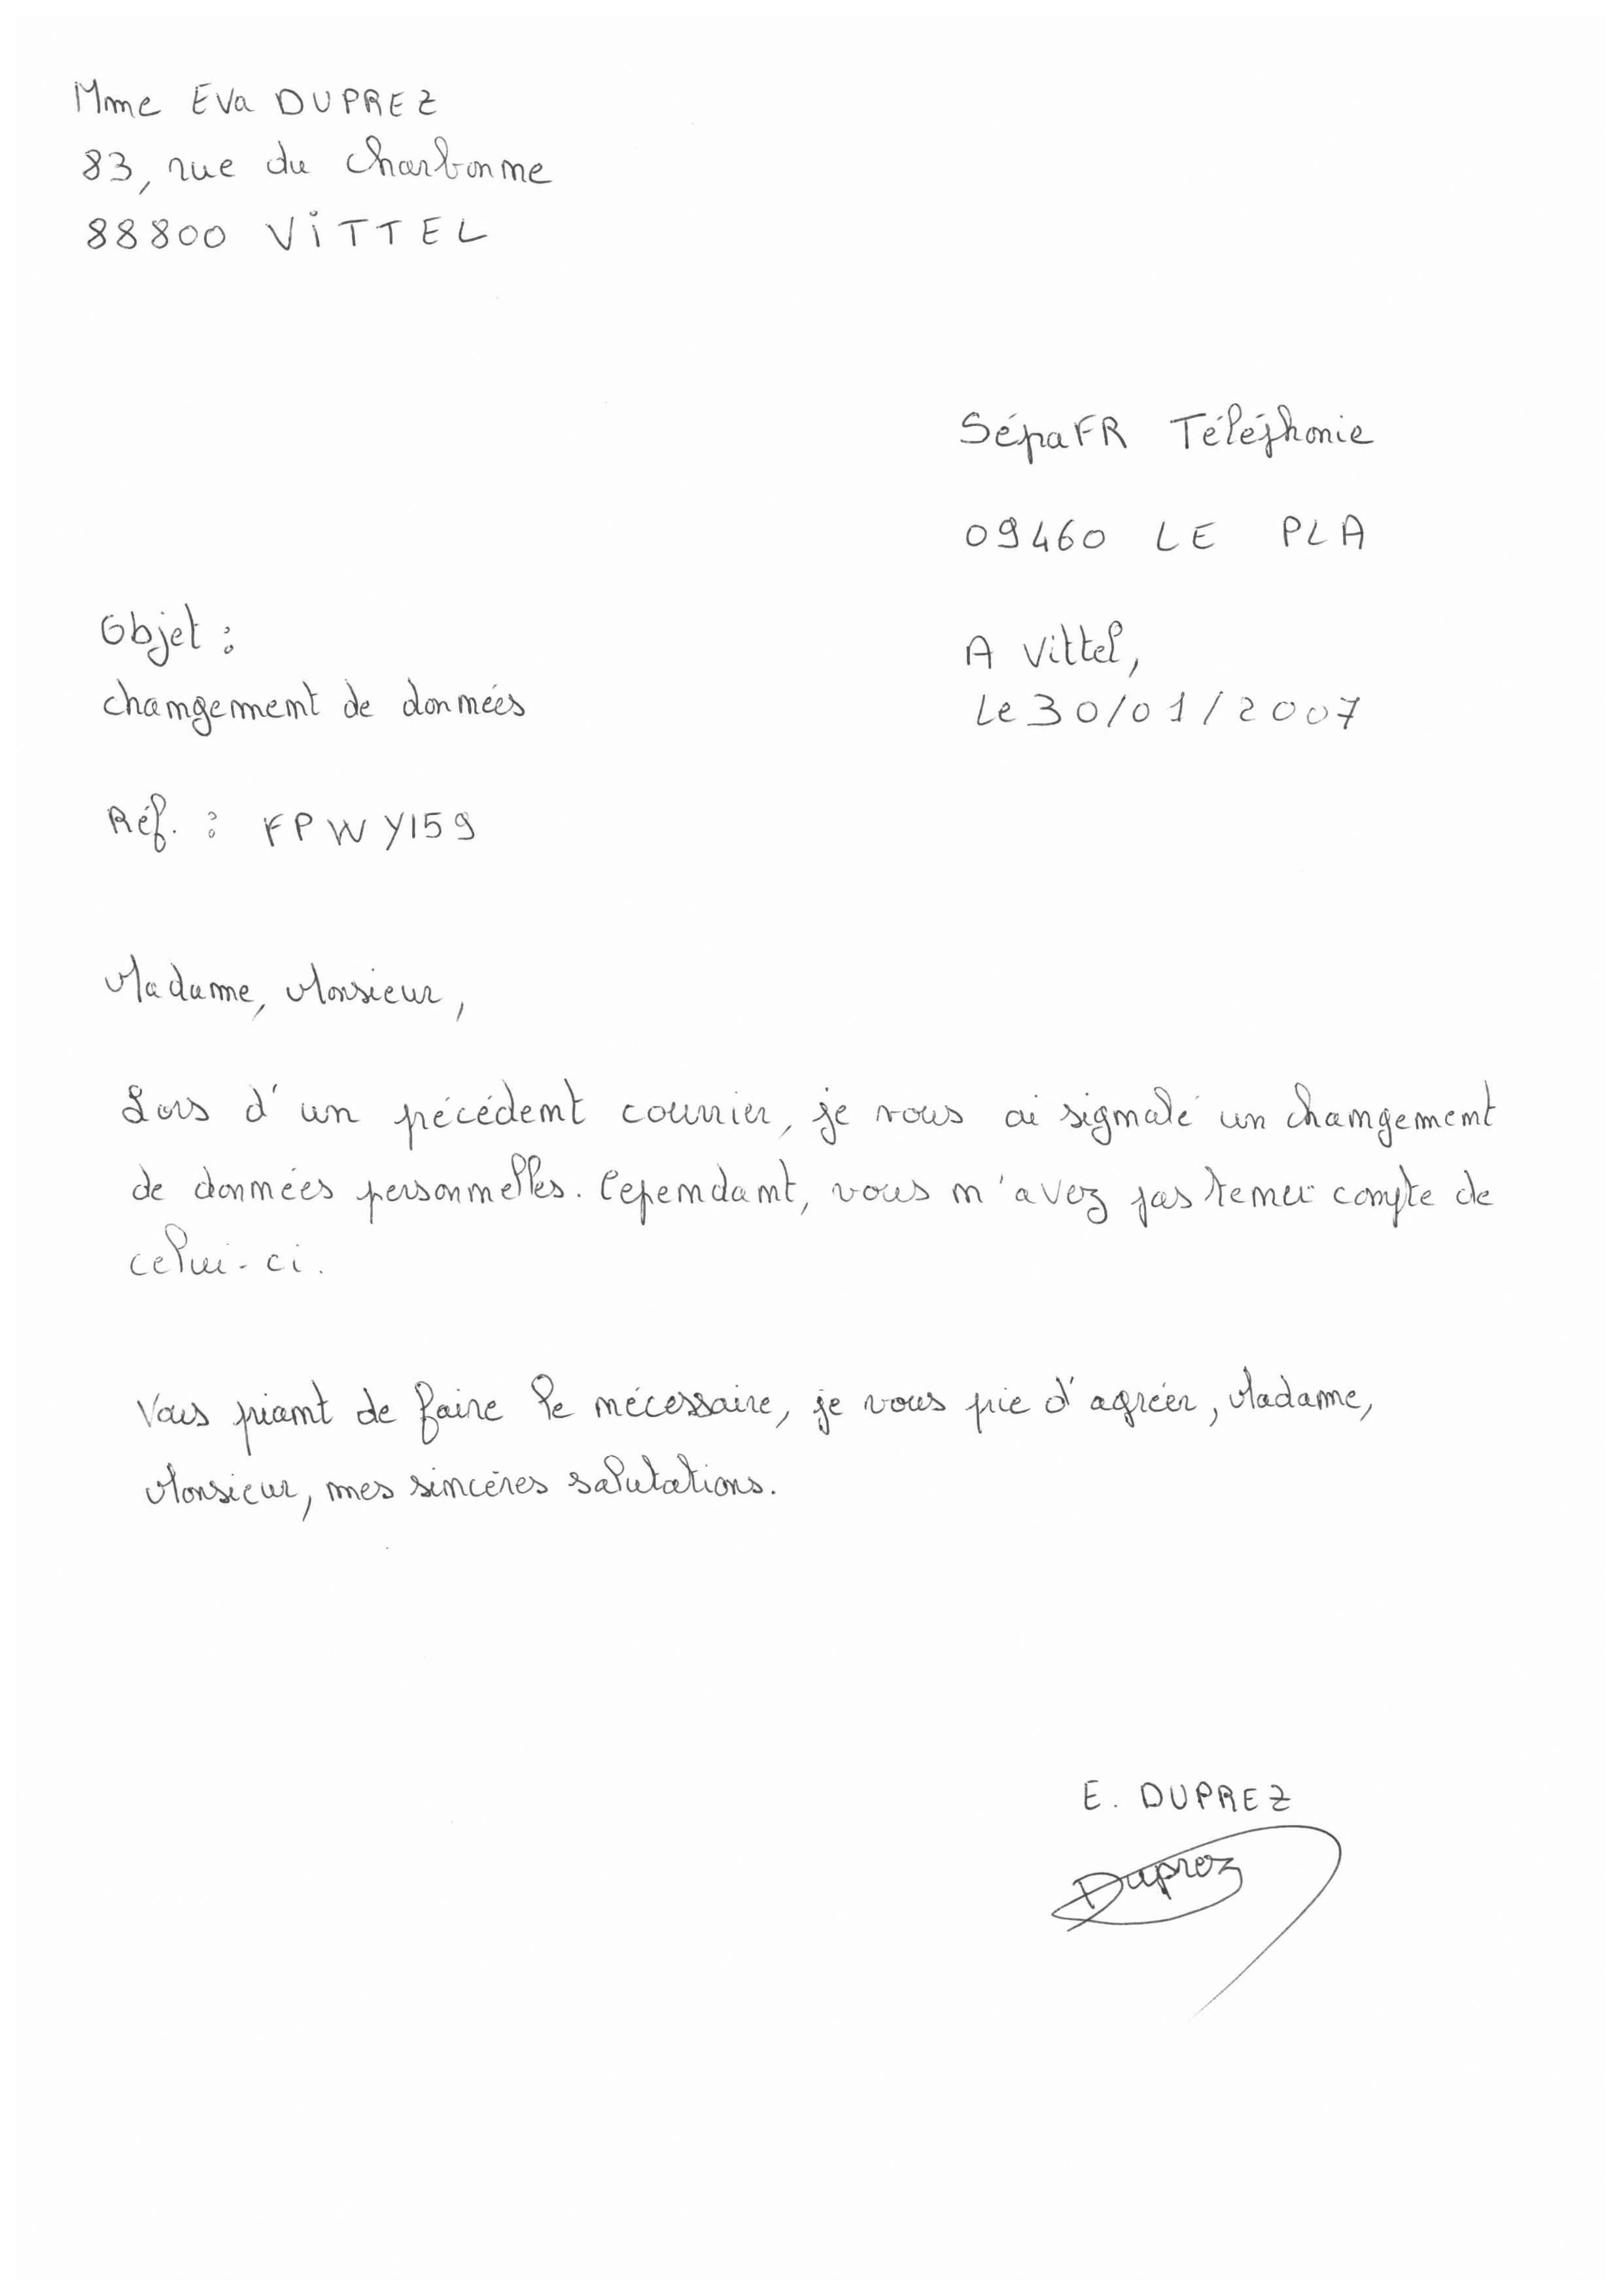 Mme Eva DUPREZ
83, rue du Charbonne
88800 ViTTEL
SépaFR Téléphonie
09460 LE PLA
Objet :
changement de données
A Vittel,
Le 30/01/2007
Réf. : FPWY159
Madame, Monsieur,
Lors d'un précédent courrier, je vous ai signalé un changement
de données personnelles. Cependant, vous n'avez pas tenu compte de
celui-ci.
Vous priant de faire le nécessaire, je vous prie d'agréer, Madame,
Monsieur, mes sincères salutations.
E. DUPREZ
Duprez